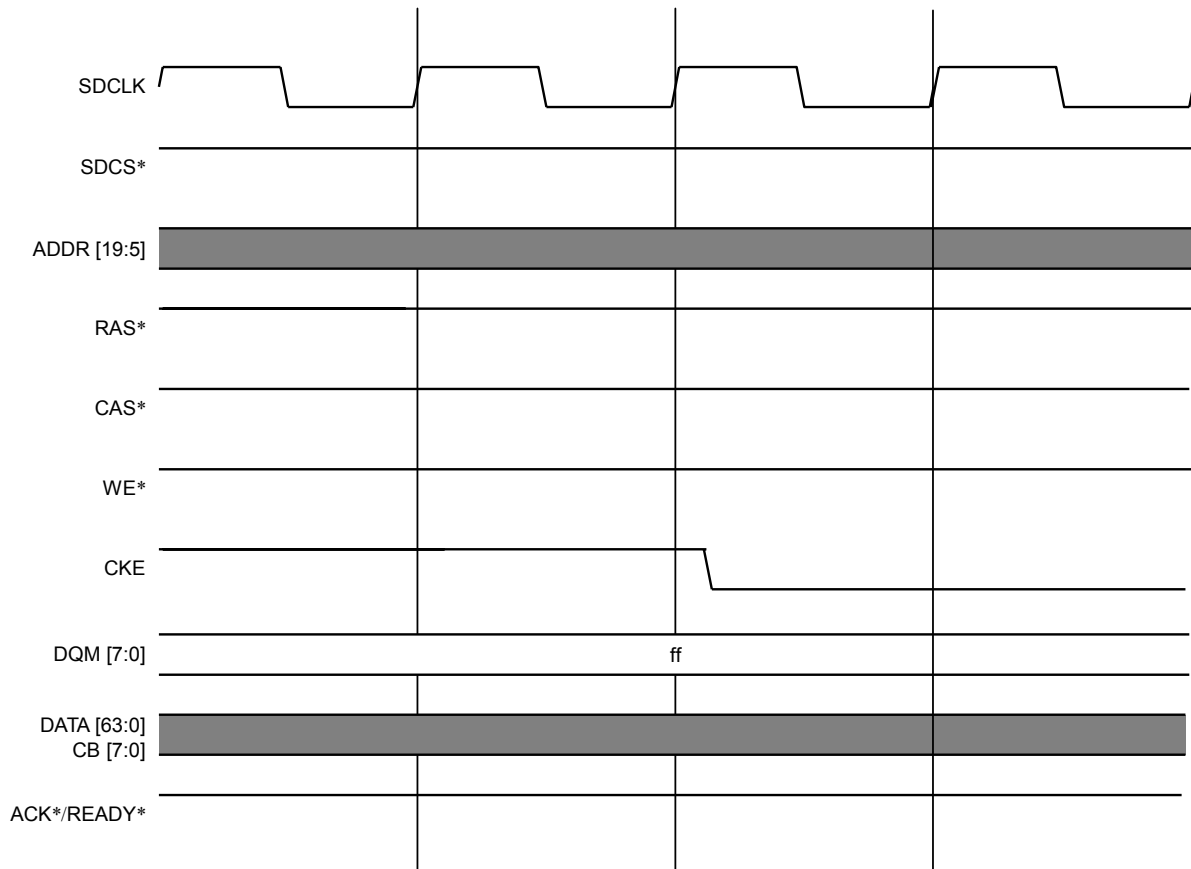 SDCLK
SDCS*
ADDR [19:5]
RAS*
CAS*
WE*
CKE
DQM [7:0]
ff
DATA [63:0]
CB [7:0]
ACK*/READY*